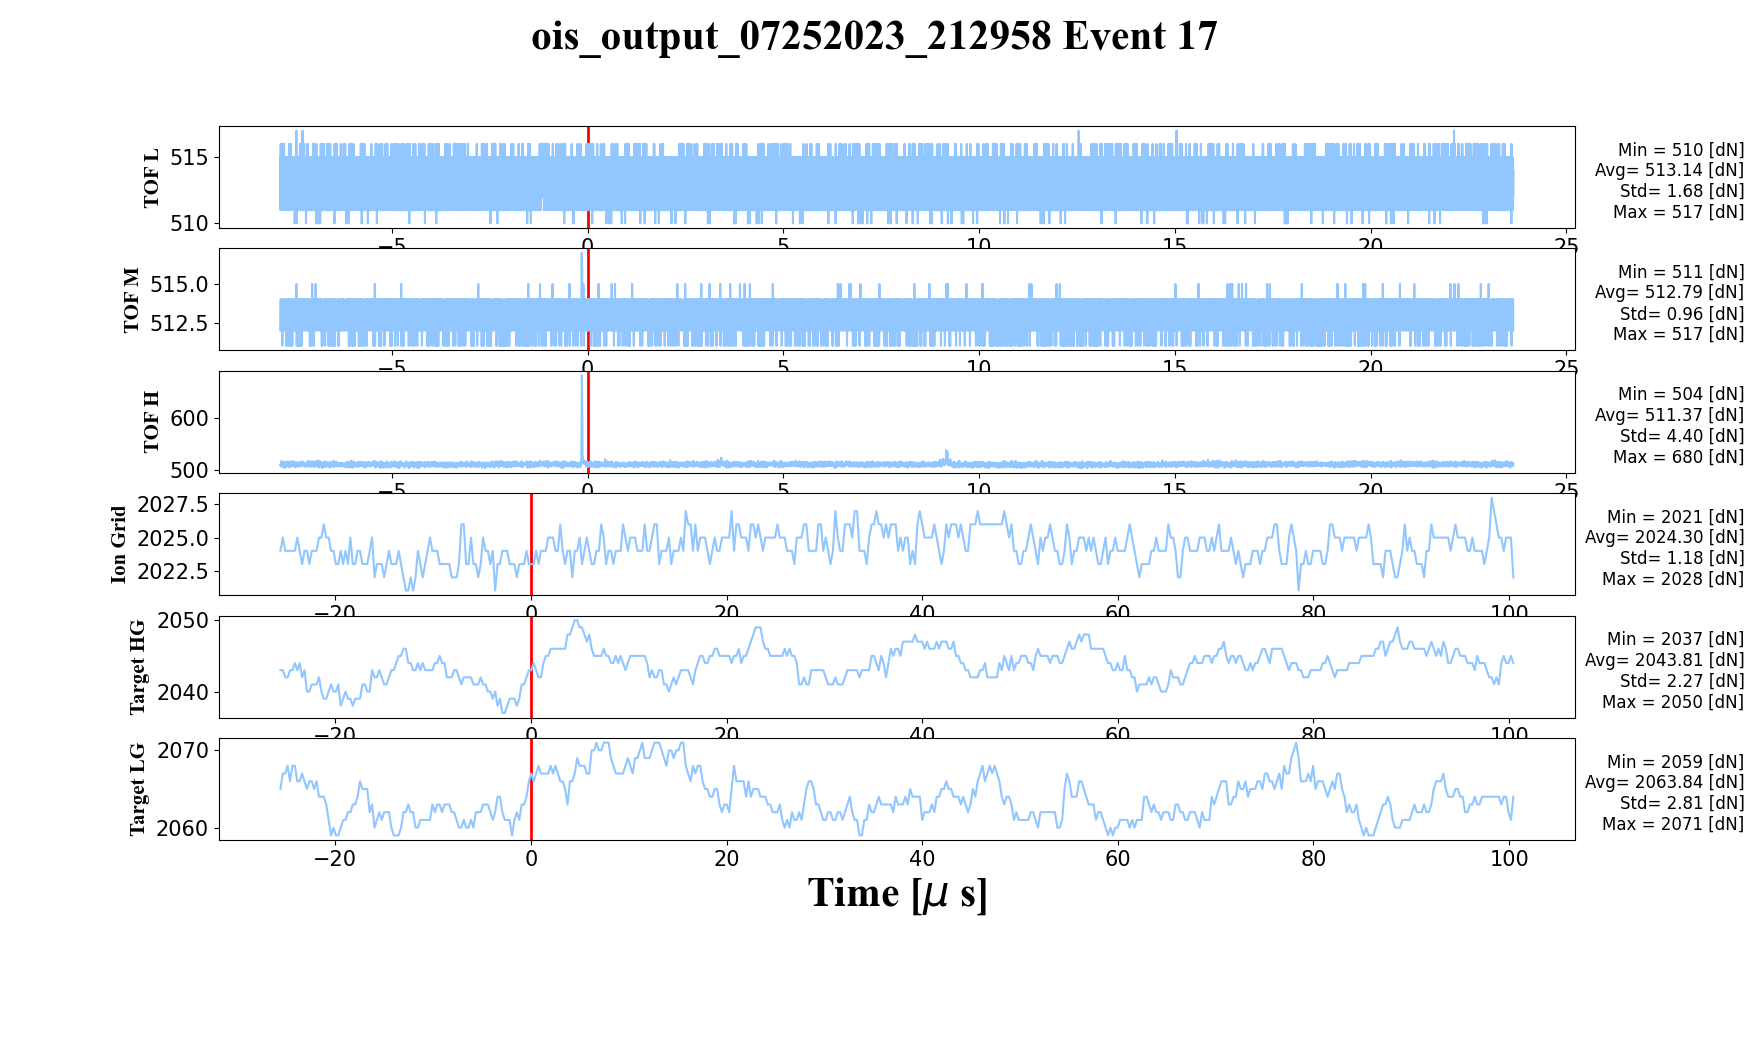 ois_output_07252023_212958 Event 17
TOF L
515
510
Min = 510 [dN]
Avg= 513.14 [dN]
Std= 1.68 [dN]
Max = 517 [dN]
−5 0 5 10 15 20 25
TOF M
515.0
512.5
Min = 511 [dN]
Avg= 512.79 [dN]
Std= 0.96 [dN]
Max = 517 [dN]
−5 0 5 10 15 20 25
TOF H
600
500
Min = 504 [dN]
Avg= 511.37 [dN]
Std= 4.40 [dN]
Max = 680 [dN]
−5 0 5 10 15 20 25
Ion Grid
2027.5
2025.0
2022.5
Min = 2021 [dN]
Avg= 2024.30 [dN]
Std= 1.18 [dN]
Max = 2028 [dN]
−20 0 20 40 60 80 100
Target HG
2050
2040
Min = 2037 [dN]
Avg= 2043.81 [dN]
Std= 2.27 [dN]
Max = 2050 [dN]
−20 0 20 40 60 80 100
Target LG
2070
2060
Min = 2059 [dN]
Avg= 2063.84 [dN]
Std= 2.81 [dN]
Max = 2071 [dN]
−20 0 20 40 60 80 100
Time [μ s]